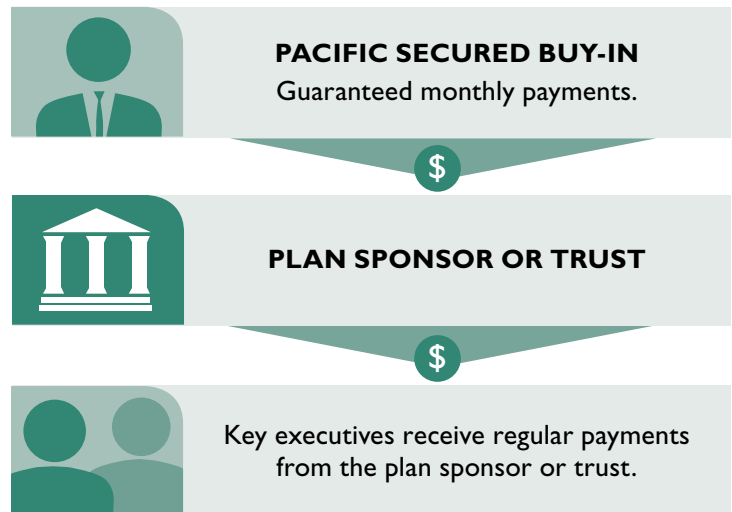 PACIFIC SECURED BUY-IN
Guaranteed monthly payments.
$
PLAN SPONSOR OR TRUST
$
Key executives receive regular payments
from the plan sponsor or trust.